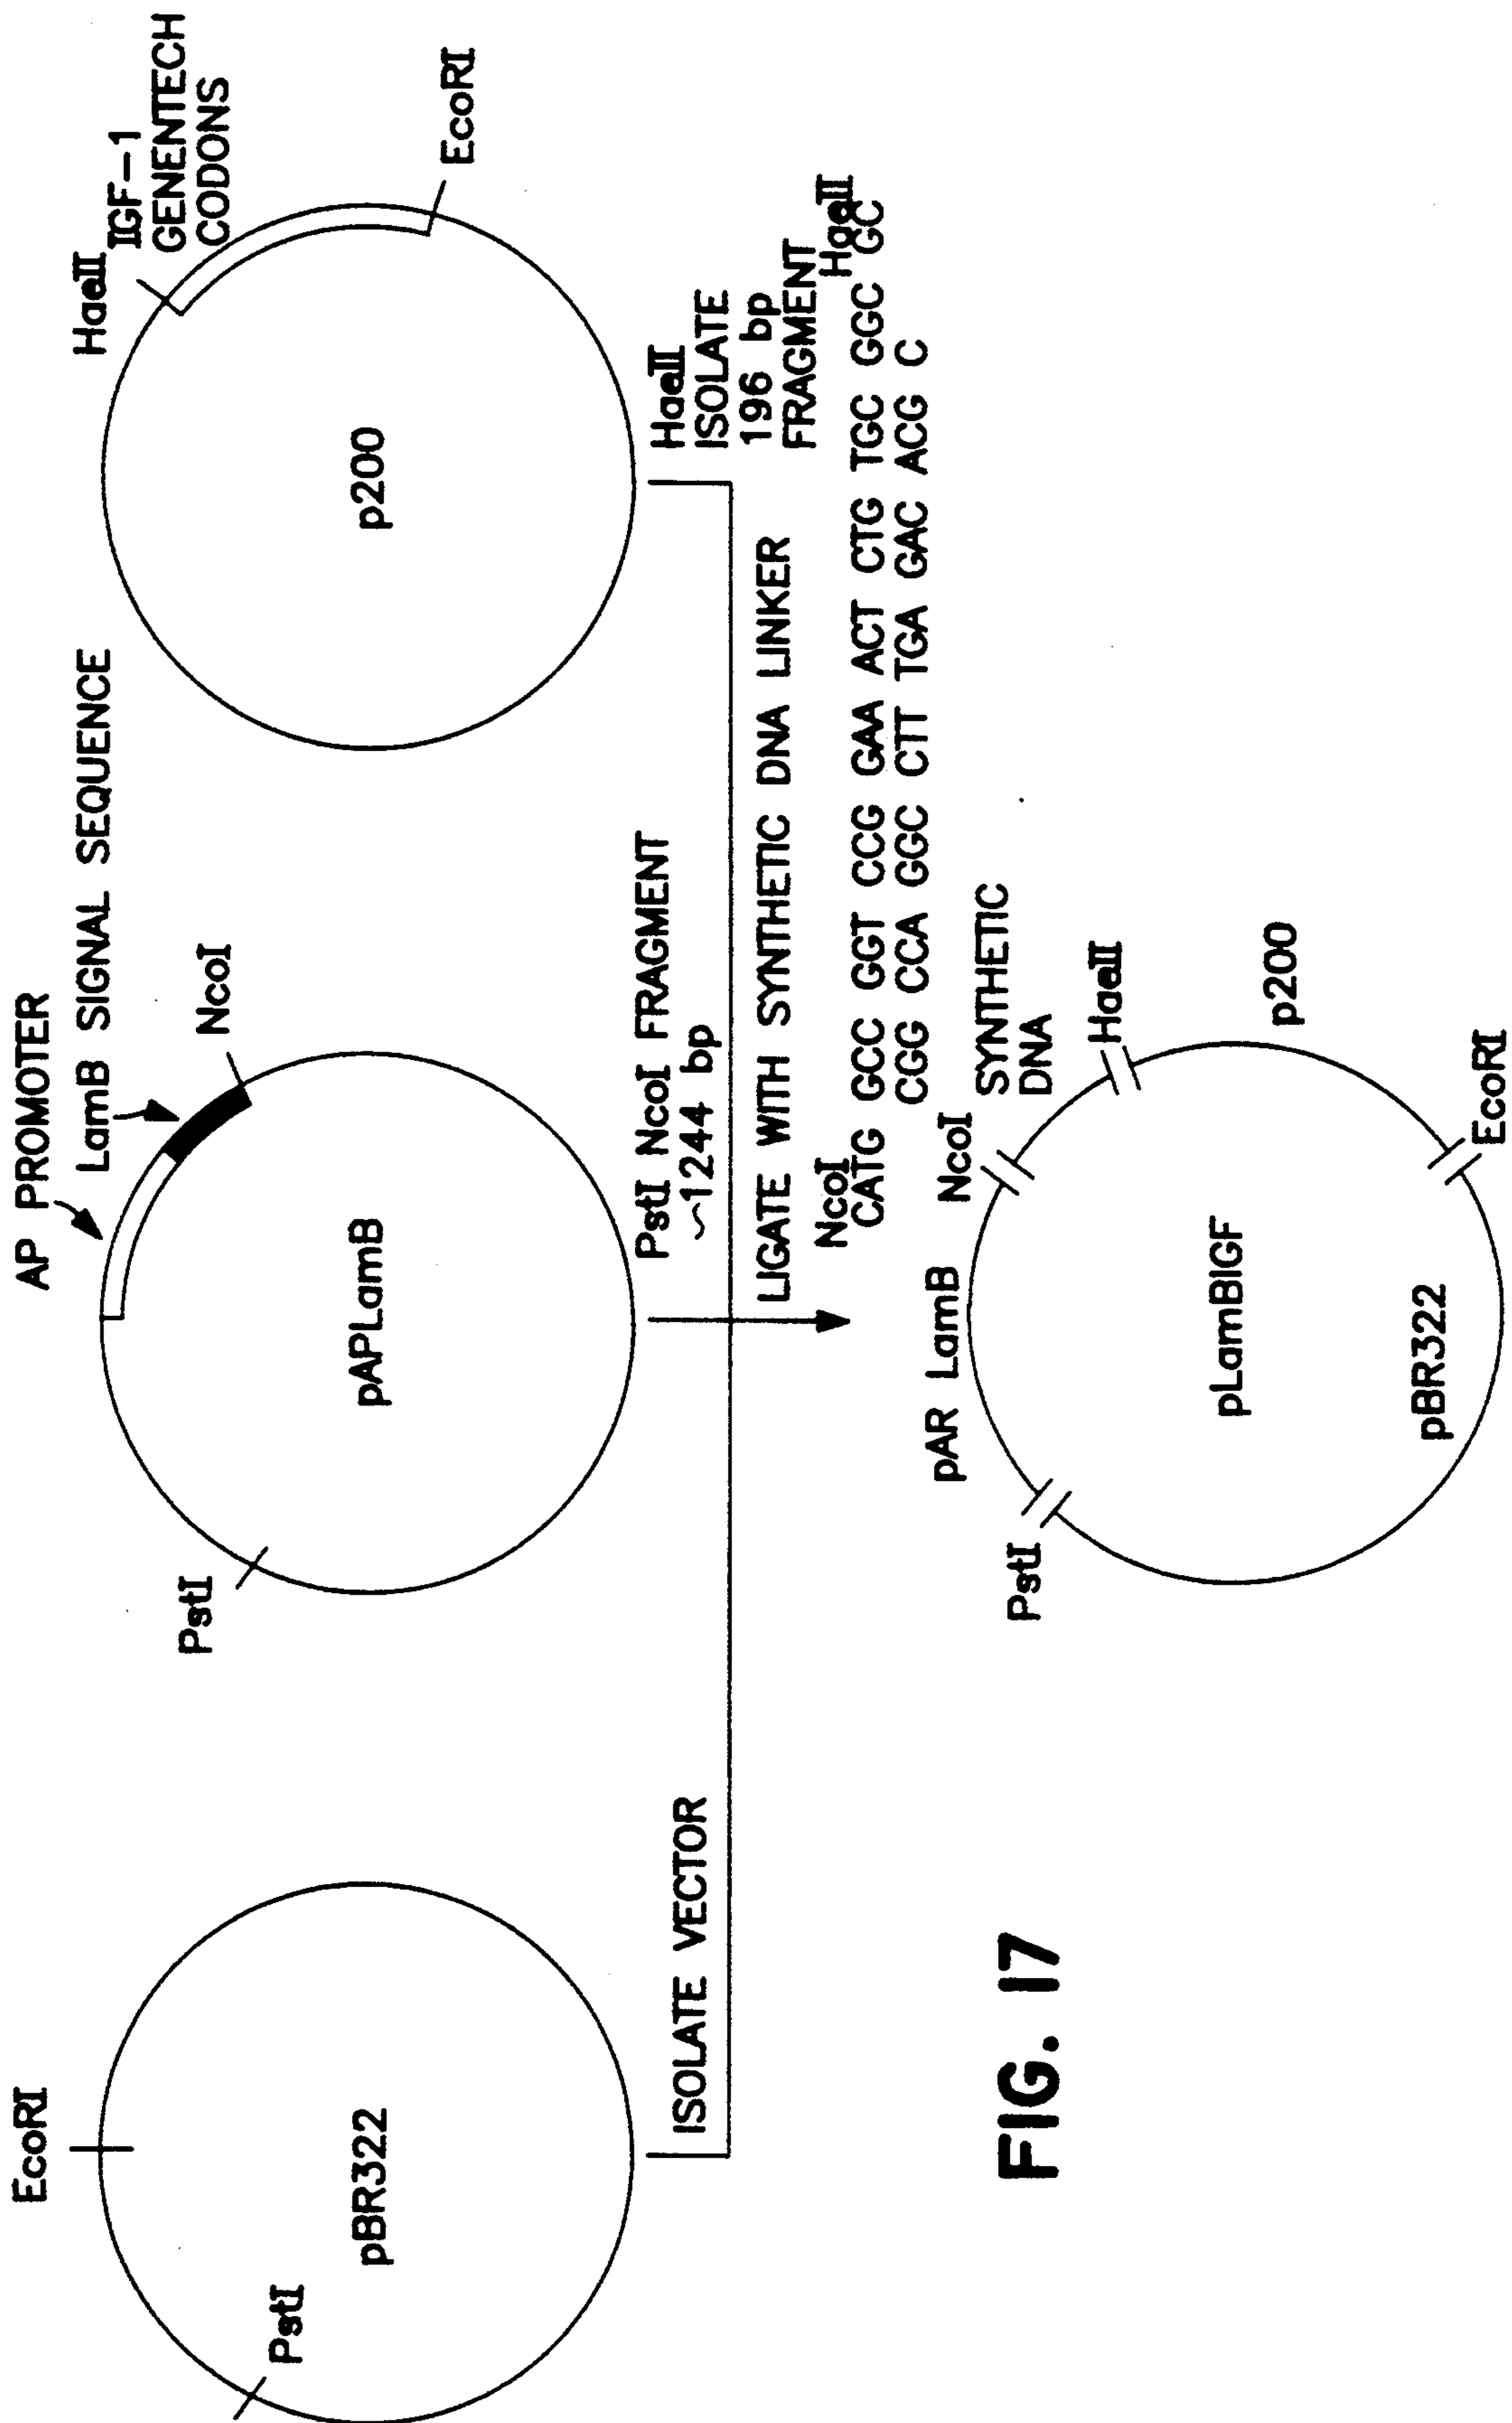 EcoRI
PstI
pBR322
ISOLATE VECTOR
AP PROMOTER
LamB SIGNAL SEQUENCE
NcoI
PstI
pAPLamB
PstI NcoI FRAGMENT
~1244 bp
HaeII
IGF-1
GENENTECH
CODONS
EcoRI
p200
HaeII
ISOLATE
196 bp
FRAGMENT
LIGATE WITH SYNTHETIC DNA LINKER
NcoI
HaeII
CATG GCC GGT CCG GAA ACT CTG TGC GGC GC
CGG CCA GGC CTT TGA GAC ACG C
pAR LamB
NcoI
SYNTHETIC
DNA
HaeII
p200
PstI
pLamBIGF
pBR322
EcoRI
FIG. 17